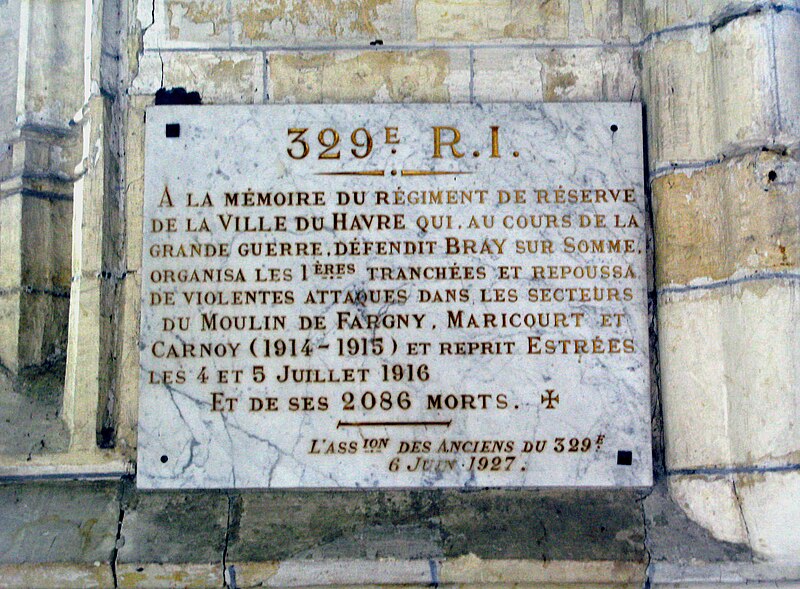 329E R.I.
A LA MÉMOIRE DU RÉGIMENT DE RÉSERVE
DE LA VILLE DU HAVRE QUI, AU COURS DE LA
GRANDE GUERRE, DÉFENDIT BRAY SUR SOMME,
ORGANISA LES 1ÈRES TRANCHÉES ET REPOUSSA
DE VIOLENTES ATTAQUES DANS LES SECTEURS
DU MOULIN DE FARGNY, MARICOURT ET
CARNOY (1914-1915) ET REPRIT ESTRÉES
LES 4 ET 5 JUILLET 1916
ET DE SES 2086 MORTS. ✠
L'ASSION DES ANCIENS DU 329E
6 JUIN 1927.